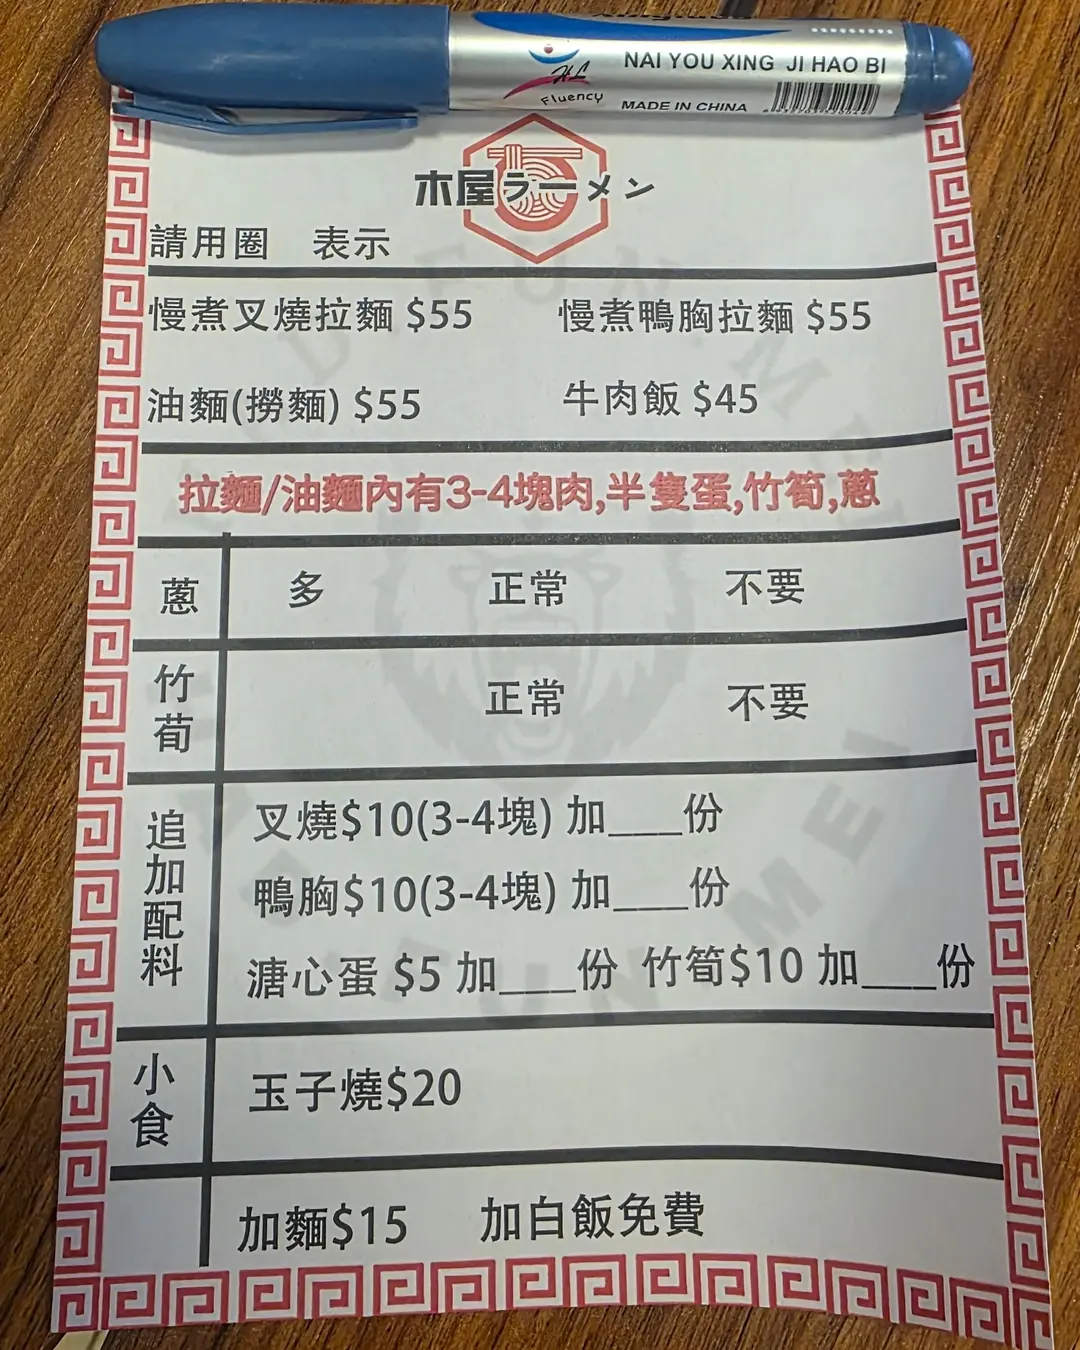 NAI YOU XING JI HAO BI
Fluency
MADE IN CHINA
木屋ラーメン
請用圈 表示
慢煮叉燒拉麵 $55 慢煮鴨胸拉麵 $55
油麵(撈麵) $55 牛肉飯 $45
拉麵/油麵內有3-4塊肉,半隻蛋,竹筍,蔥
蔥 多 正常 不要
竹筍 正常 不要
追加配料
叉燒$10(3-4塊) 加___份
鴨胸$10(3-4塊) 加___份
溏心蛋 $5 加___份 竹筍$10 加___份
小食 玉子燒$20
加麵$15 加白飯免費